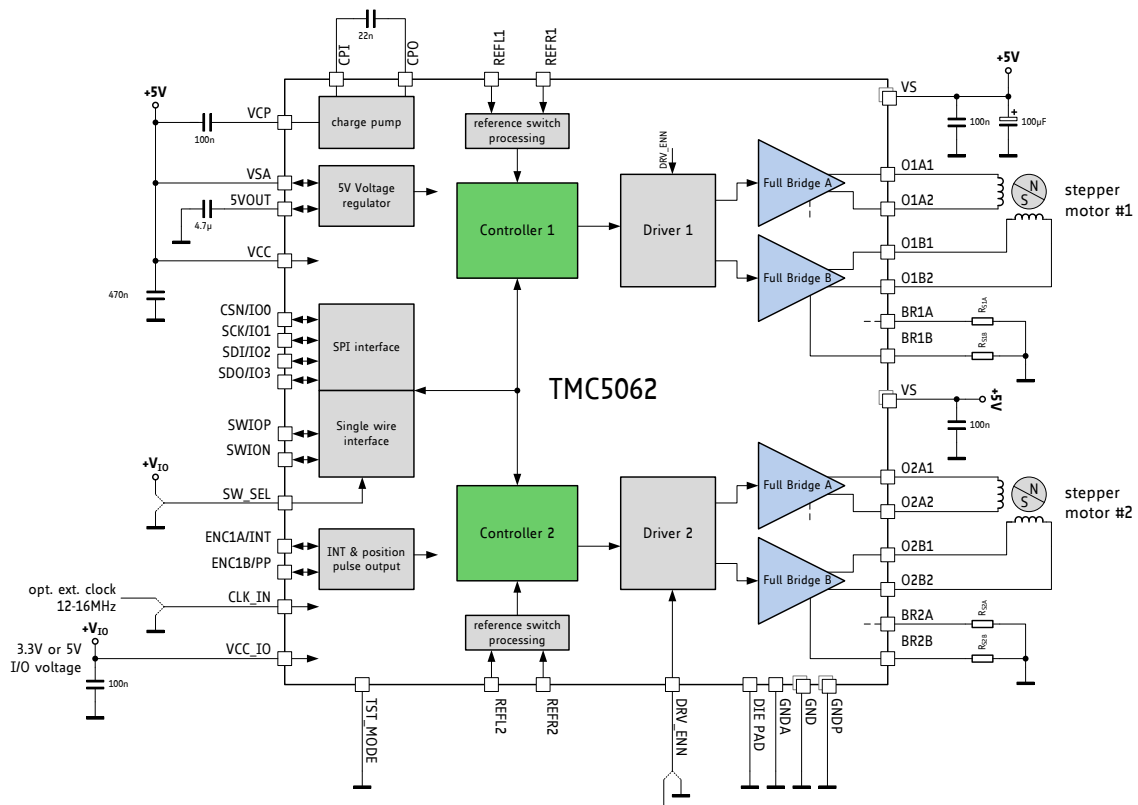 22n
CPI
CPO
REFL1
REFR1
+5V
+5V
VS
100n
+
100µF
VCP
100n
charge pump
reference switch
processing
DRV_ENN
VSA
5V Voltage
regulator
5VOUT
4.7µ
VCC
470n
Controller 1
Driver 1
Full Bridge A
Full Bridge B
O1A1
O1A2
O1B1
O1B2
N
S
stepper
motor #1
BR1A
RS1A
BR1B
RS1B
CSN/IO0
SCK/IO1
SDI/IO2
SDO/IO3
SPI interface
TMC5062
VS
+5V
100n
SWIOP
SWION
Single wire
interface
+VIO
SW_SEL
Controller 2
Driver 2
Full Bridge A
Full Bridge B
O2A1
O2A2
O2B1
O2B2
N
S
stepper
motor #2
ENC1A/INT
ENC1B/PP
INT & position
pulse output
opt. ext. clock
12-16MHz
CLK_IN
+VIO
3.3V or 5V
I/O voltage
VCC_IO
100n
reference switch
processing
BR2A
RS2A
BR2B
RS2B
TST_MODE
REFL2
REFR2
DRV_ENN
DIE PAD
GNDA
GND
GNDP